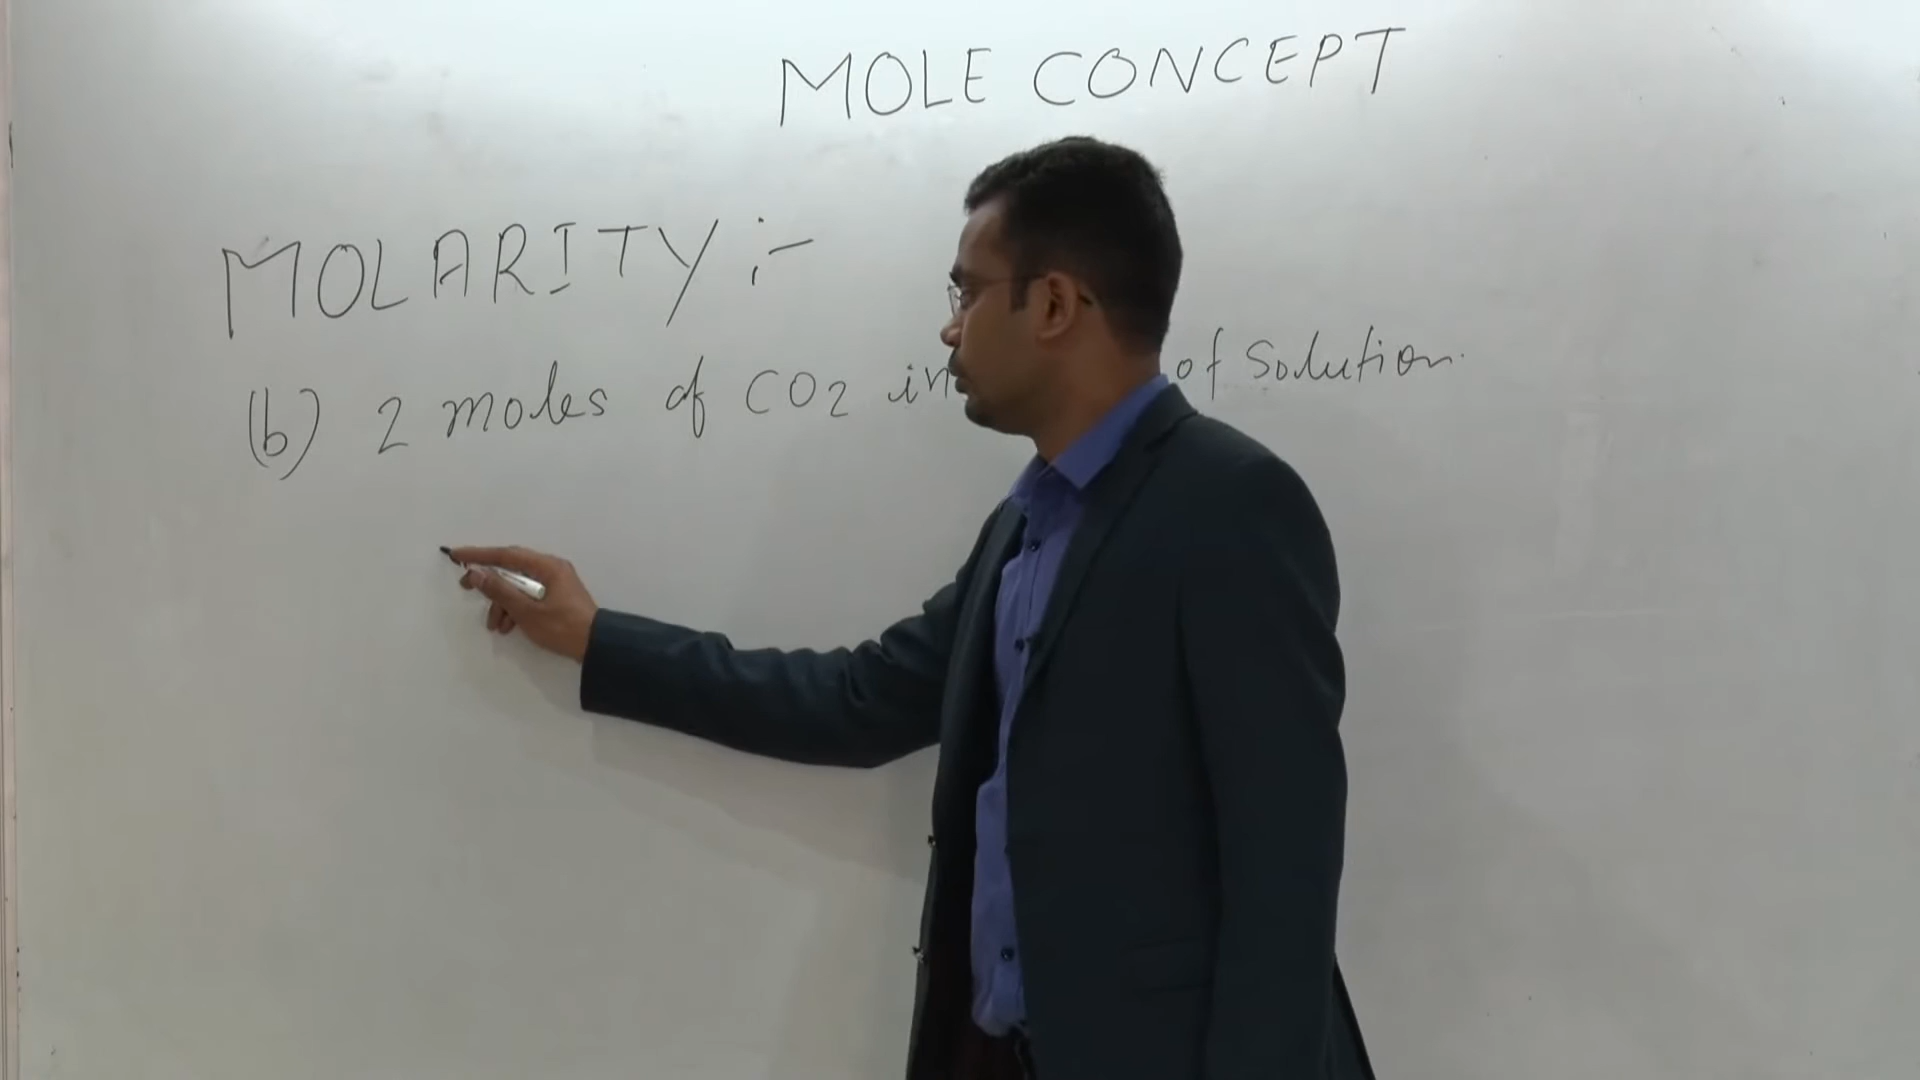 MOLE CONCEPT
MOLARITY :-
(b) 2 moles of CO2 in of Solution.